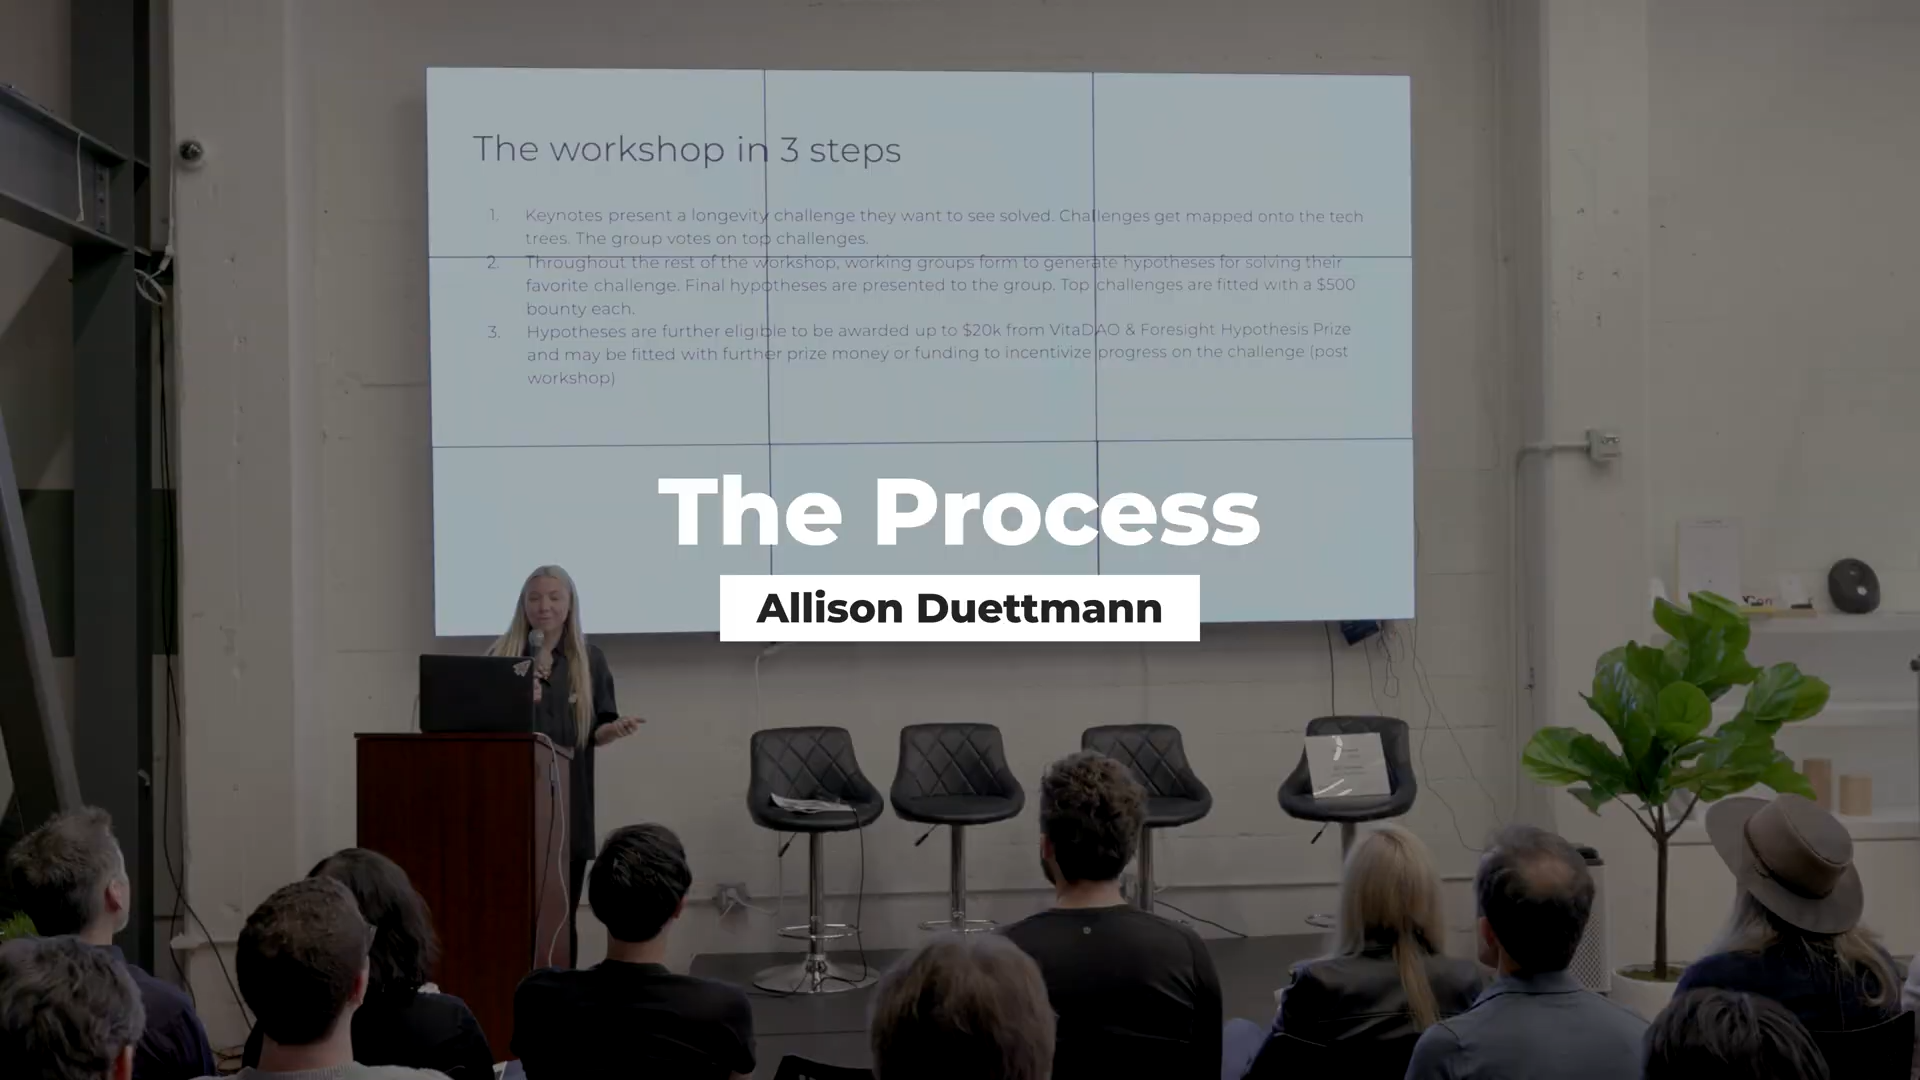 The workshop in 3 steps
1. Keynotes present a longevity challenge they want to see solved. Challenges get mapped onto the tech
trees. The group votes on top challenges.
2. Throughout the rest of the workshop, working groups form to generate hypotheses for solving their
favorite challenge. Final hypotheses are presented to the group. Top challenges are fitted with a $500
bounty each.
3. Hypotheses are further eligible to be awarded up to $20k from VitaDAO & Foresight Hypothesis Prize
and may be fitted with further prize money or funding to incentivize progress on the challenge (post
workshop)
The Process
Allison Duettmann